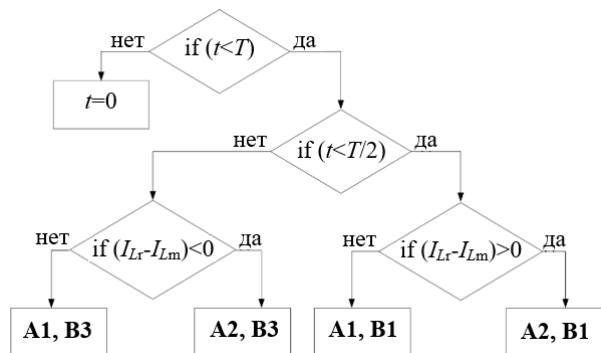 нет
if (t<T)
да
t=0
нет
if (t<T/2)
да
нет
if (I_Lr-I_Lm)<0
да
нет
if (I_Lr-I_Lm)>0
да
A1, B3
A2, B3
A1, B1
A2, B1